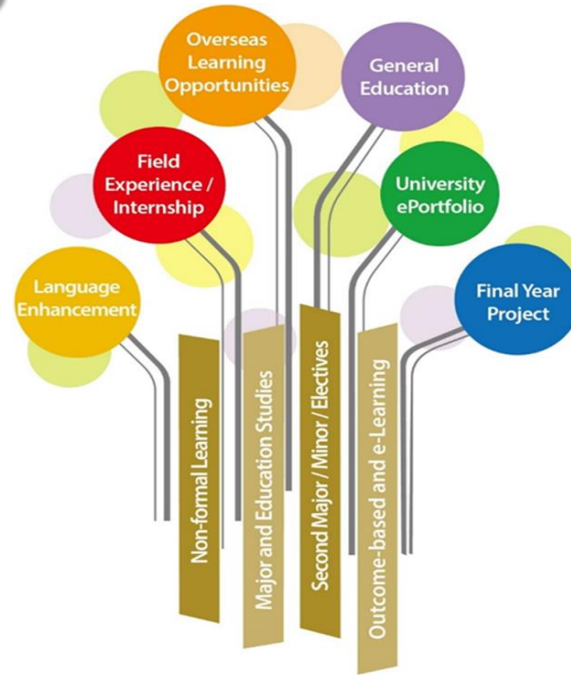 Overseas
Learning
Opportunities
General
Education
Field
Experience /
Internship
University
ePortfolio
Language
Enhancement
Final Year
Project
Non-formal Learning
Major and Education Studies
Second Major / Minor / Electives
Outcome-based and e-Learning